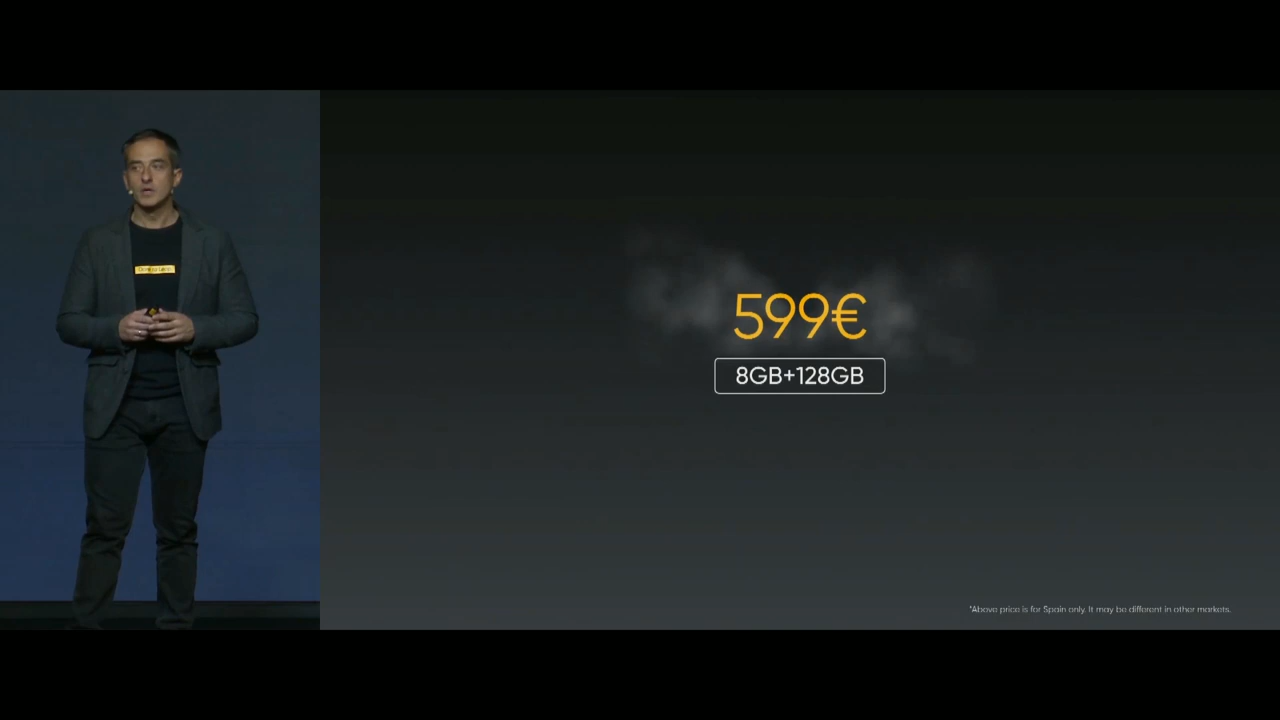 599€
8GB+128GB
*Above price is for Spain only. It may be different in other markets.